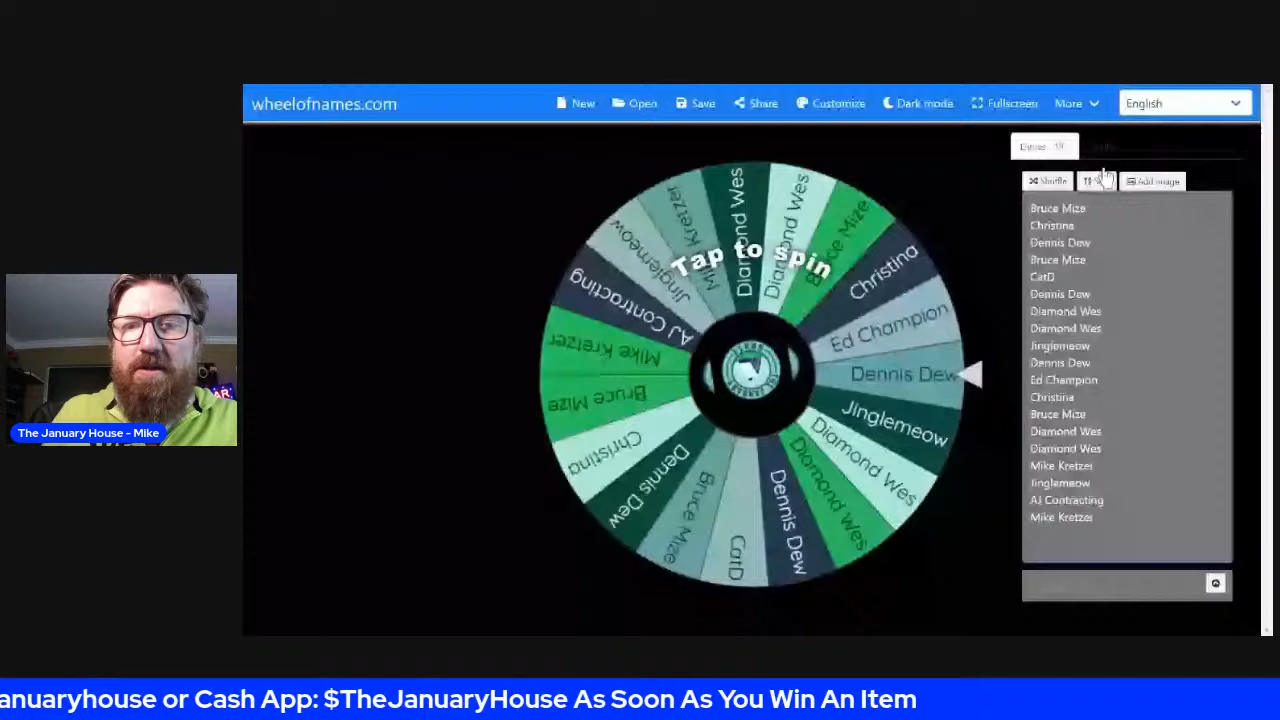 wheelofnames.com
New
Open
Save
Share
Customize
Dark mode
Fullscreen
More
English
Shuffle
Add image
Bruce Mize
Christina
Dennis Dew
Bruce Mize
CatD
Dennis Dew
Diamond Wes
Diamond Wes
Jinglemeow
Dennis Dew
Ed Champion
Christina
Bruce Mize
Diamond Wes
Diamond Wes
Mike Kretzer
Jinglemeow
AJ Contracting
Mike Kretzer
Tap to spin
Diamond Wes
Diamond Wes
Bruce Mize
Christina
Ed Champion
Dennis Dew
Jinglemeow
Diamond Wes
Diamond Wes
Dennis Dew
CatD
Bruce Mize
Dennis Dew
Christina
Bruce Mize
Mike Kretzer
AJ Contracting
Jinglemeow
Mike Kretzer
The January House - Mike
anuaryhouse or Cash App: $TheJanuaryHouse As Soon As You Win An Item